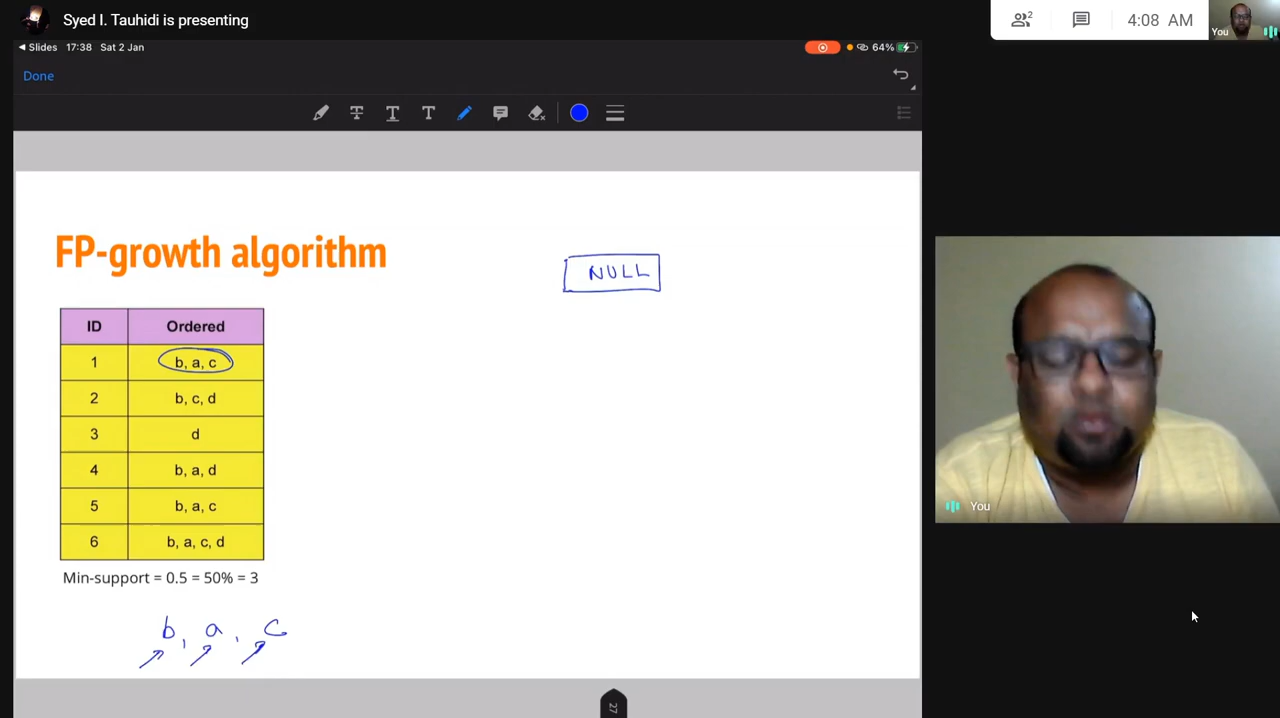 Syed I. Tauhidi is presenting
2
4:08 AM
You
Slides 17:38 Sat 2 Jan
64%
Done
T T T
FP-growth algorithm
NULL
ID Ordered
1 b, a, c
2 b, c, d
3 d
4 b, a, d
5 b, a, c
6 b, a, c, d
Min-support = 0.5 = 50% = 3
b, a, c
You
27